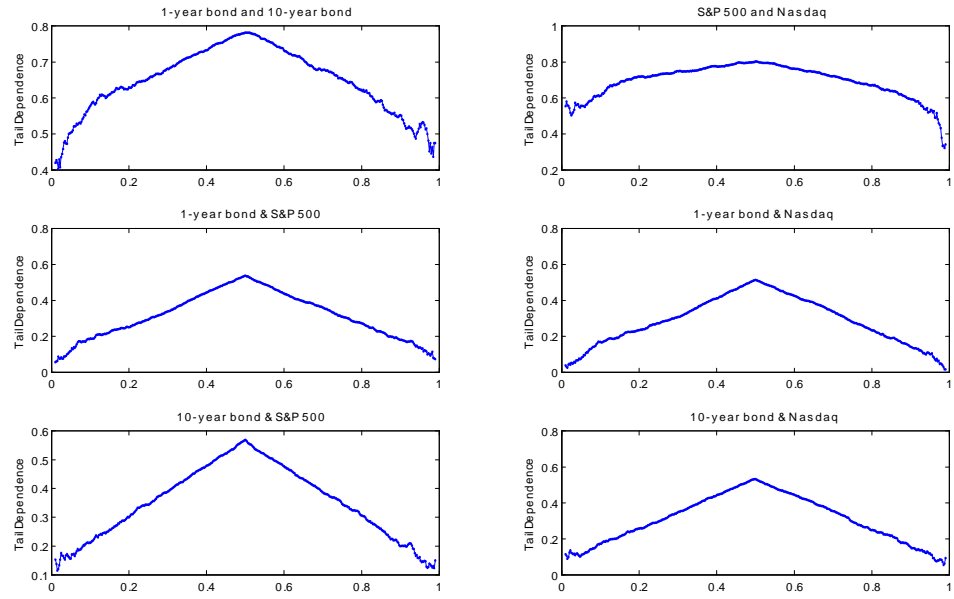 1-year bond and 10-year bond
Tail Dependence
0.8
0.7
0.6
0.5
0.4
0 0.2 0.4 0.6 0.8 1
S&P 500 and Nasdaq
Tail Dependence
1
0.8
0.6
0.4
0.2
0 0.2 0.4 0.6 0.8 1
1-year bond & S&P 500
Tail Dependence
0.8
0.6
0.4
0.2
0
0 0.2 0.4 0.6 0.8 1
1-year bond & Nasdaq
Tail Dependence
0.8
0.6
0.4
0.2
0
0 0.2 0.4 0.6 0.8 1
10-year bond & S&P 500
Tail Dependence
0.6
0.5
0.4
0.3
0.2
0.1
0 0.2 0.4 0.6 0.8 1
10-year bond & Nasdaq
Tail Dependence
0.8
0.6
0.4
0.2
0
0 0.2 0.4 0.6 0.8 1